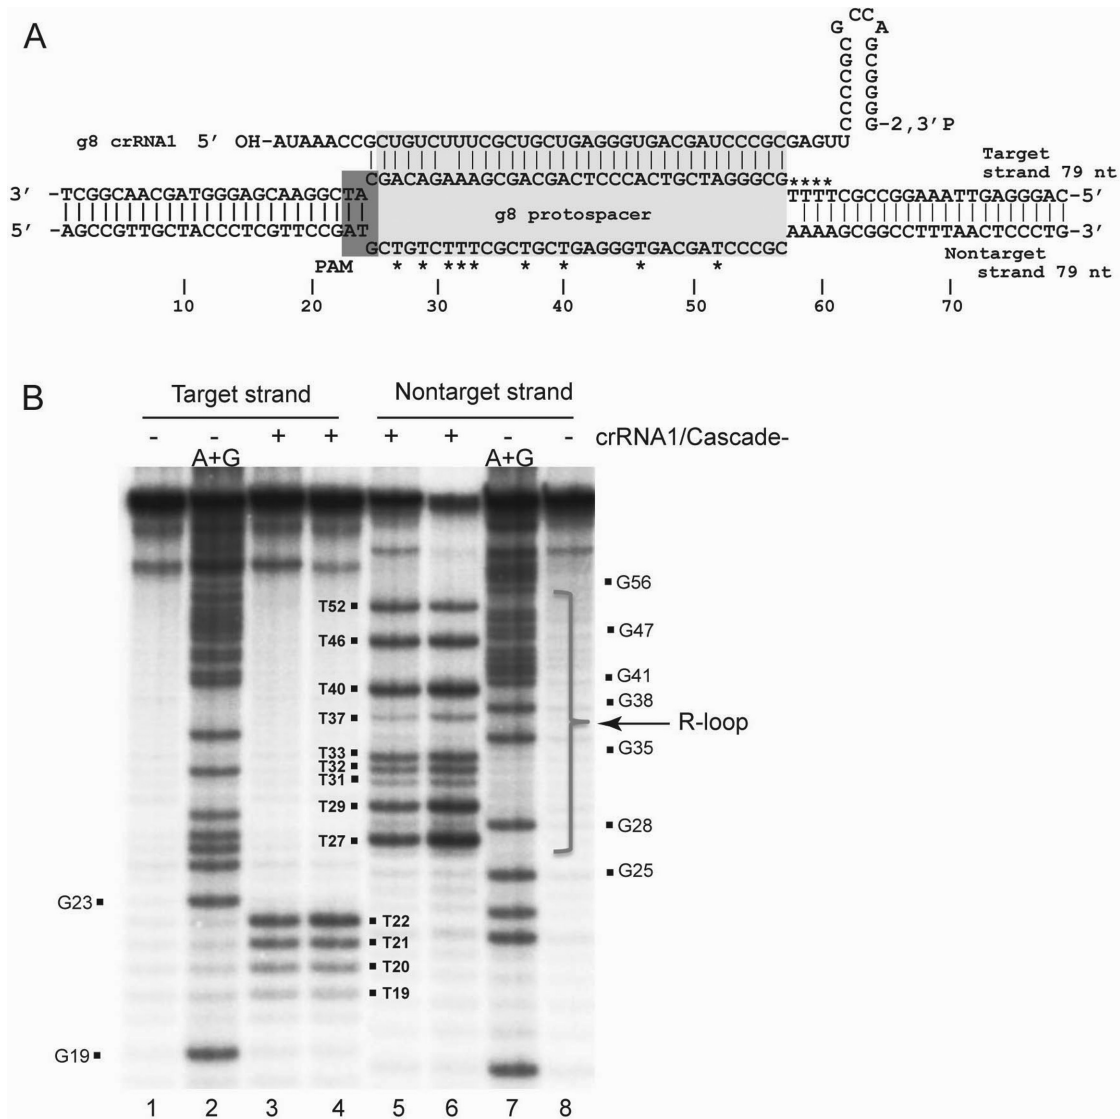 A
G CC A
G G
C C
G G
C G
C G
C G
C G-2,3'P
g8 crRNA1 5' OH-AUAAACCGCUGUCUUUCGCUGCUGAGGGUGACGAUCCCGCGAGUU
Target
strand 79 nt
CGACAGAAAGCGACGACTCCCACTGCTAGGGCG
****
3' -TCGGCAACGATGGGAGCAAGGCTA TTTTCGCCGGAAATTGAGGGAC-5'
g8 protospacer
5' -AGCCGTTGCTACCCTCGTTCCGAT AAAAGCGGCCTTTAACTCCCTG-3'
GCTGTCTTTCGCTGCTGAGGGTGACGATCCCGC
Nontarget
strand 79 nt
PAM * * *** * * * *
10 20 30 40 50 60 70
B
Target strand Nontarget strand
- - + + + + - - crRNA1/Cascade-
A+G A+G
G56
T52
G47
T46
G41
T40
G38
T37
R-loop
G35
T33
T32
T31
T29
G28
T27
G25
G23
T22
T21
T20
T19
G19
1 2 3 4 5 6 7 8